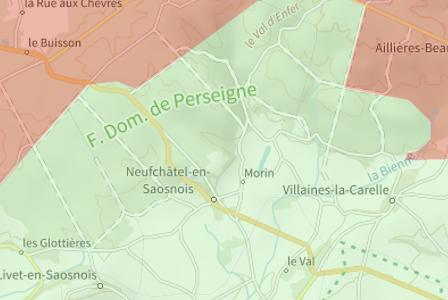 la Rue aux Chèvres
le Buisson
le Val d'Enfer
Aillières-Beau
F. Dom. de Perseigne
la Bienne
Neufchâtel-en-
Saosnois
Morin
Villaines-la-Carelle
les Glottières
le Val
Livet-en-Saosnois